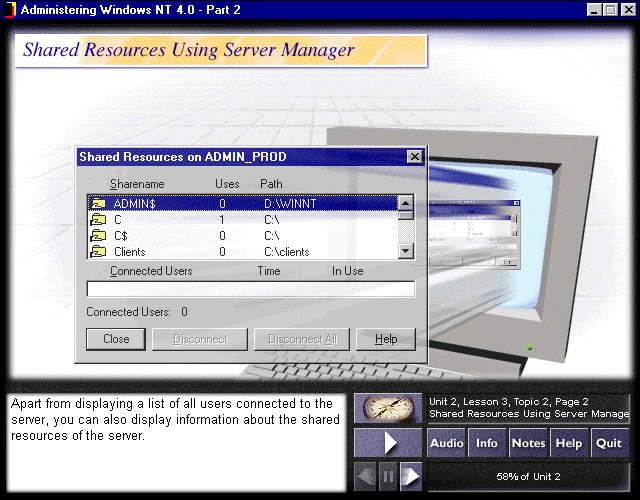 Administering Windows NT 4.0 - Part 2
Shared Resources Using Server Manager
Shared Resources on ADMIN_PROD
Sharename Uses Path
ADMIN$ 0 D:\WINNT
C 1 C:\
C$ 0 C:\
Clients 0 C:\clients
Connected Users Time In Use
Connected Users: 0
Close Disconnect Disconnect All Help
Apart from displaying a list of all users connected to the
server, you can also display information about the shared
resources of the server.
Unit 2, Lesson 3, Topic 2, Page 2
Shared Resources Using Server Manage
Audio Info Notes Help Quit
58% of Unit 2